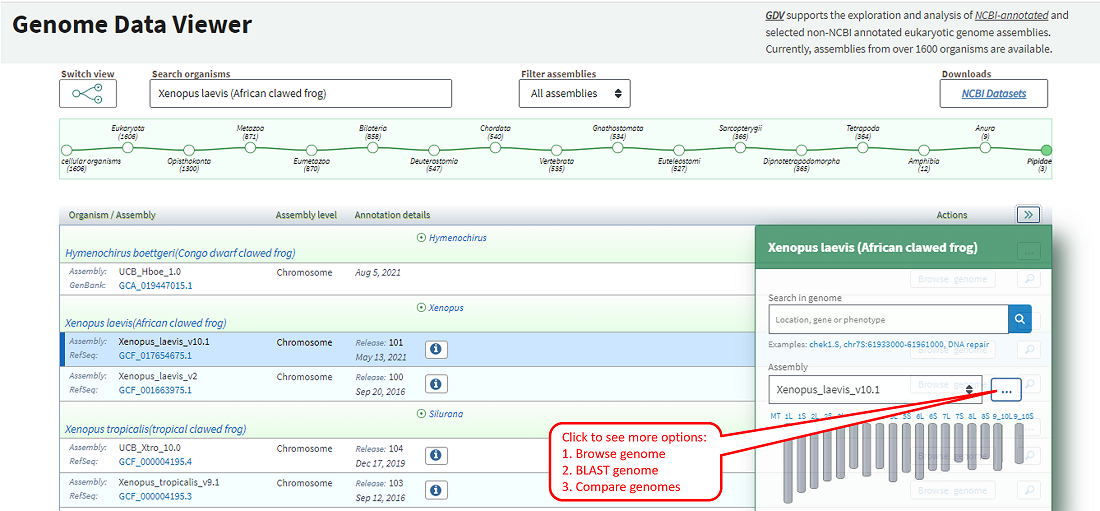 Genome Data Viewer
GDV supports the exploration and analysis of NCBI-annotated and
selected non-NCBI annotated eukaryotic genome assemblies.
Currently, assemblies from over 1600 organisms are available.
Switch view
Search organisms
Filter assemblies
Downloads
Xenopus laevis (African clawed frog)
All assemblies
NCBI Datasets
cellular organisms
(1606)
Eukaryota
(1606)
Opisthokonta
(1300)
Metazoa
(871)
Eumetazoa
(870)
Bilateria
(858)
Deuterostomia
(547)
Chordata
(540)
Vertebrata
(535)
Gnathostomata
(534)
Euteleostomi
(527)
Sarcopterygii
(366)
Dipnotetrapodomorpha
(365)
Tetrapoda
(364)
Amphibia
(12)
Anura
(9)
Pipidae
(3)
Organism / Assembly
Assembly level
Annotation details
Actions
Hymenochirus
Hymenochirus boettgeri(Congo dwarf clawed frog)
Assembly: UCB_Hboe_1.0
Chromosome
Aug 5, 2021
GenBank: GCA_019447015.1
Xenopus
Xenopus laevis(African clawed frog)
Assembly: Xenopus_laevis_v10.1
Chromosome
Release: 101
RefSeq: GCF_017654675.1
May 13, 2021
Assembly: Xenopus_laevis_v2
Chromosome
Release: 100
RefSeq: GCF_001663975.1
Sep 20, 2016
Silurana
Xenopus tropicalis(tropical clawed frog)
Assembly: UCB_Xtro_10.0
Chromosome
Release: 104
RefSeq: GCF_000004195.4
Dec 17, 2019
Assembly: Xenopus_tropicalis_v9.1
Chromosome
Release: 103
RefSeq: GCF_000004195.3
Sep 12, 2016
Xenopus laevis (African clawed frog)
Browse genome
Search in genome
Location, gene or phenotype
Examples: chek1.S, chr7S:61933000-61961000, DNA repair
Browse genome
Assembly
Xenopus_laevis_v10.1
Browse genome
...
MT 1L 1S 2L 2S 5S 6L 6S 7L 7S 8L 8S 9_10L 9_10S
Browse genome
Browse genome
Click to see more options:
1. Browse genome
2. BLAST genome
3. Compare genomes